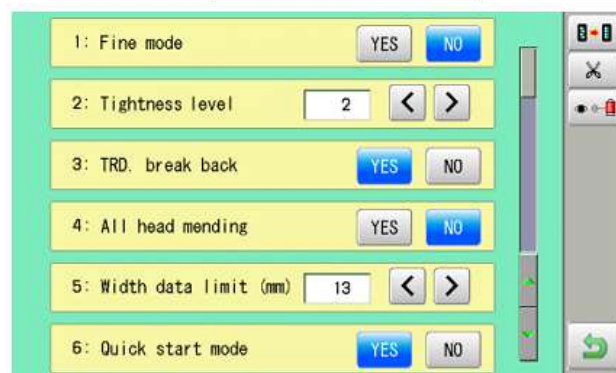 1: Fine mode YES NO
2: Tightness level 2
3: TRD. break back YES NO
4: All head mending YES NO
5: Width data limit (mm) 13
6: Quick start mode YES NO